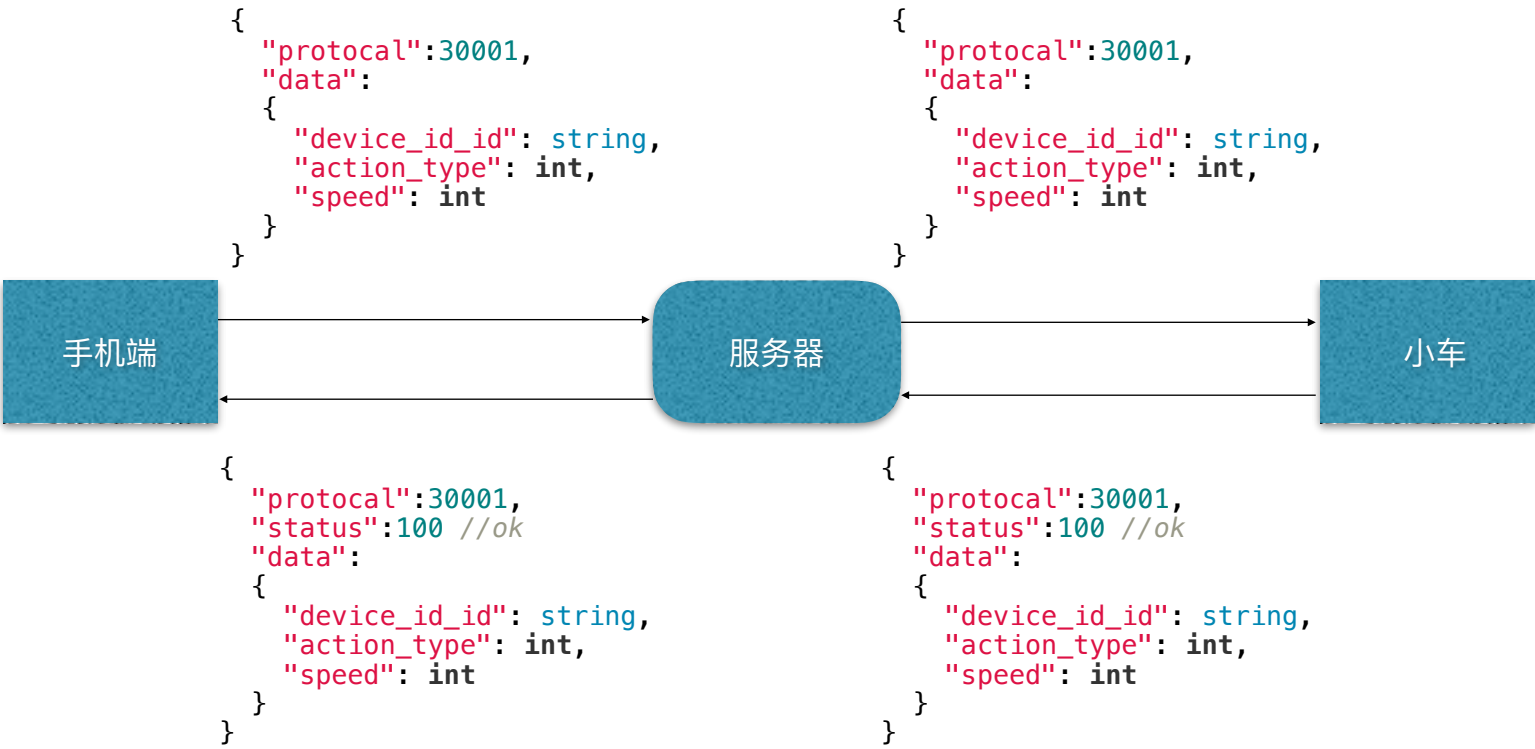 {
  "protocal":30001,
  "data":
  {
    "device_id_id": string,
    "action_type": int,
    "speed": int
  }
}
{
  "protocal":30001,
  "data":
  {
    "device_id_id": string,
    "action_type": int,
    "speed": int
  }
}
手机端
服务器
小车
{
  "protocal":30001,
  "status":100 //ok
  "data":
  {
    "device_id_id": string,
    "action_type": int,
    "speed": int
  }
}
{
  "protocal":30001,
  "status":100 //ok
  "data":
  {
    "device_id_id": string,
    "action_type": int,
    "speed": int
  }
}